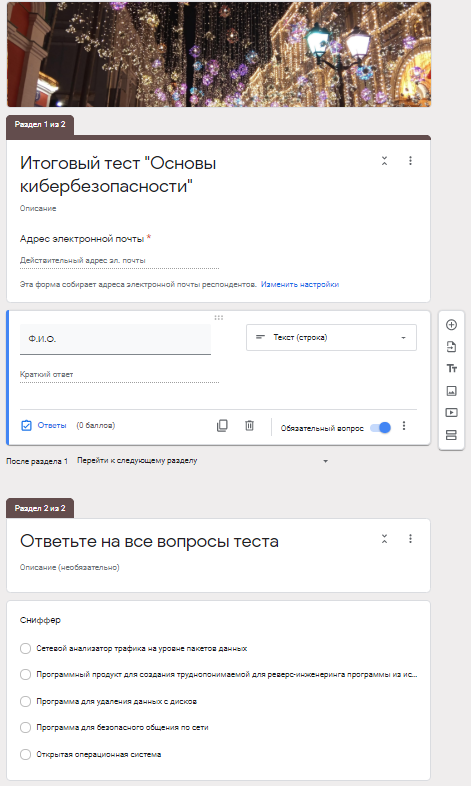 Раздел 1 из 2
Итоговый тест "Основы
кибербезопасности"
Описание
Адрес электронной почты *
Действительный адрес эл. почты
Эта форма собирает адреса электронной почты респондентов. Изменить настройки
Ф.И.О.
Текст (строка)
Краткий ответ
Ответы (0 баллов)
Обязательный вопрос
После раздела 1 Перейти к следующему разделу
Раздел 2 из 2
Ответьте на все вопросы теста
Описание (необязательно)
Сниффер
Сетевой анализатор трафика на уровне пакетов данных
Программный продукт для создания труднопонимаемой для реверс-инженеринга программы из ис...
Программа для удаления данных с дисков
Программа для безопасного общения по сети
Открытая операционная система